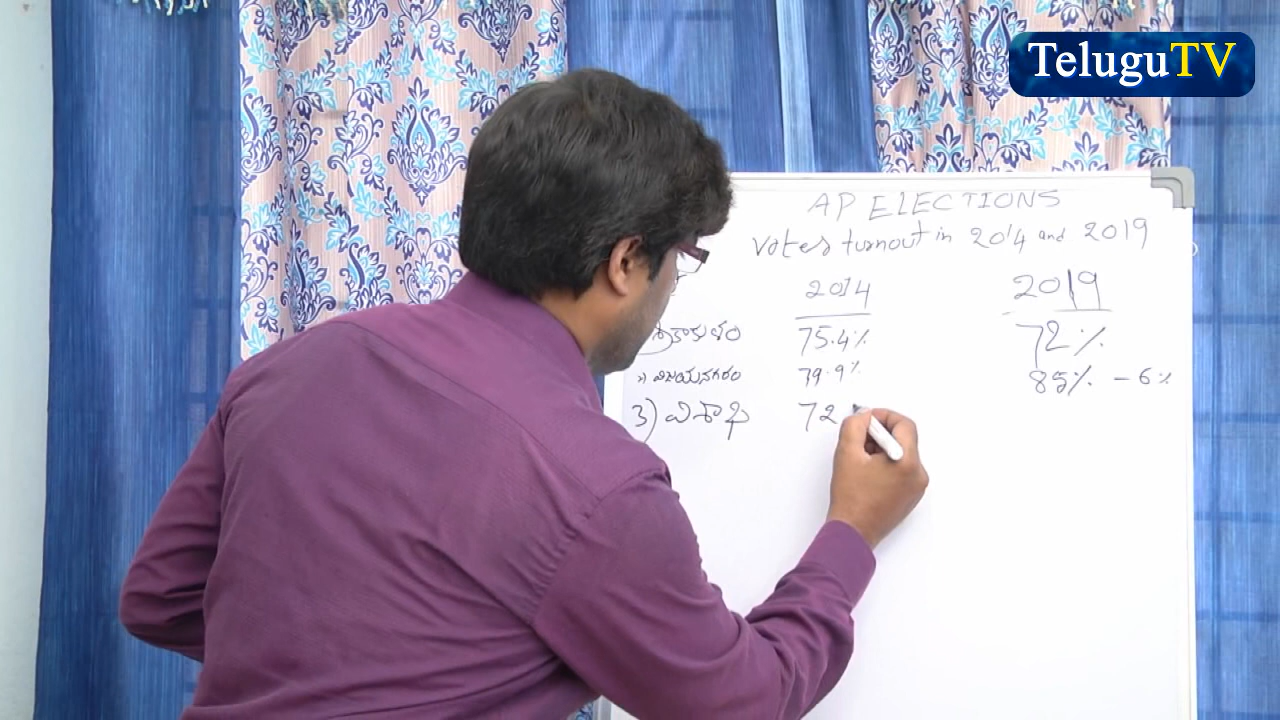 TeluguTV
AP ELECTIONS
Votes turnout in 2014 and 2019
2014 2019
శ్రీకాకుళం 75.4% 72%
విజయనగరం 79.9% 85% - 6%
3) విశాఖ 72